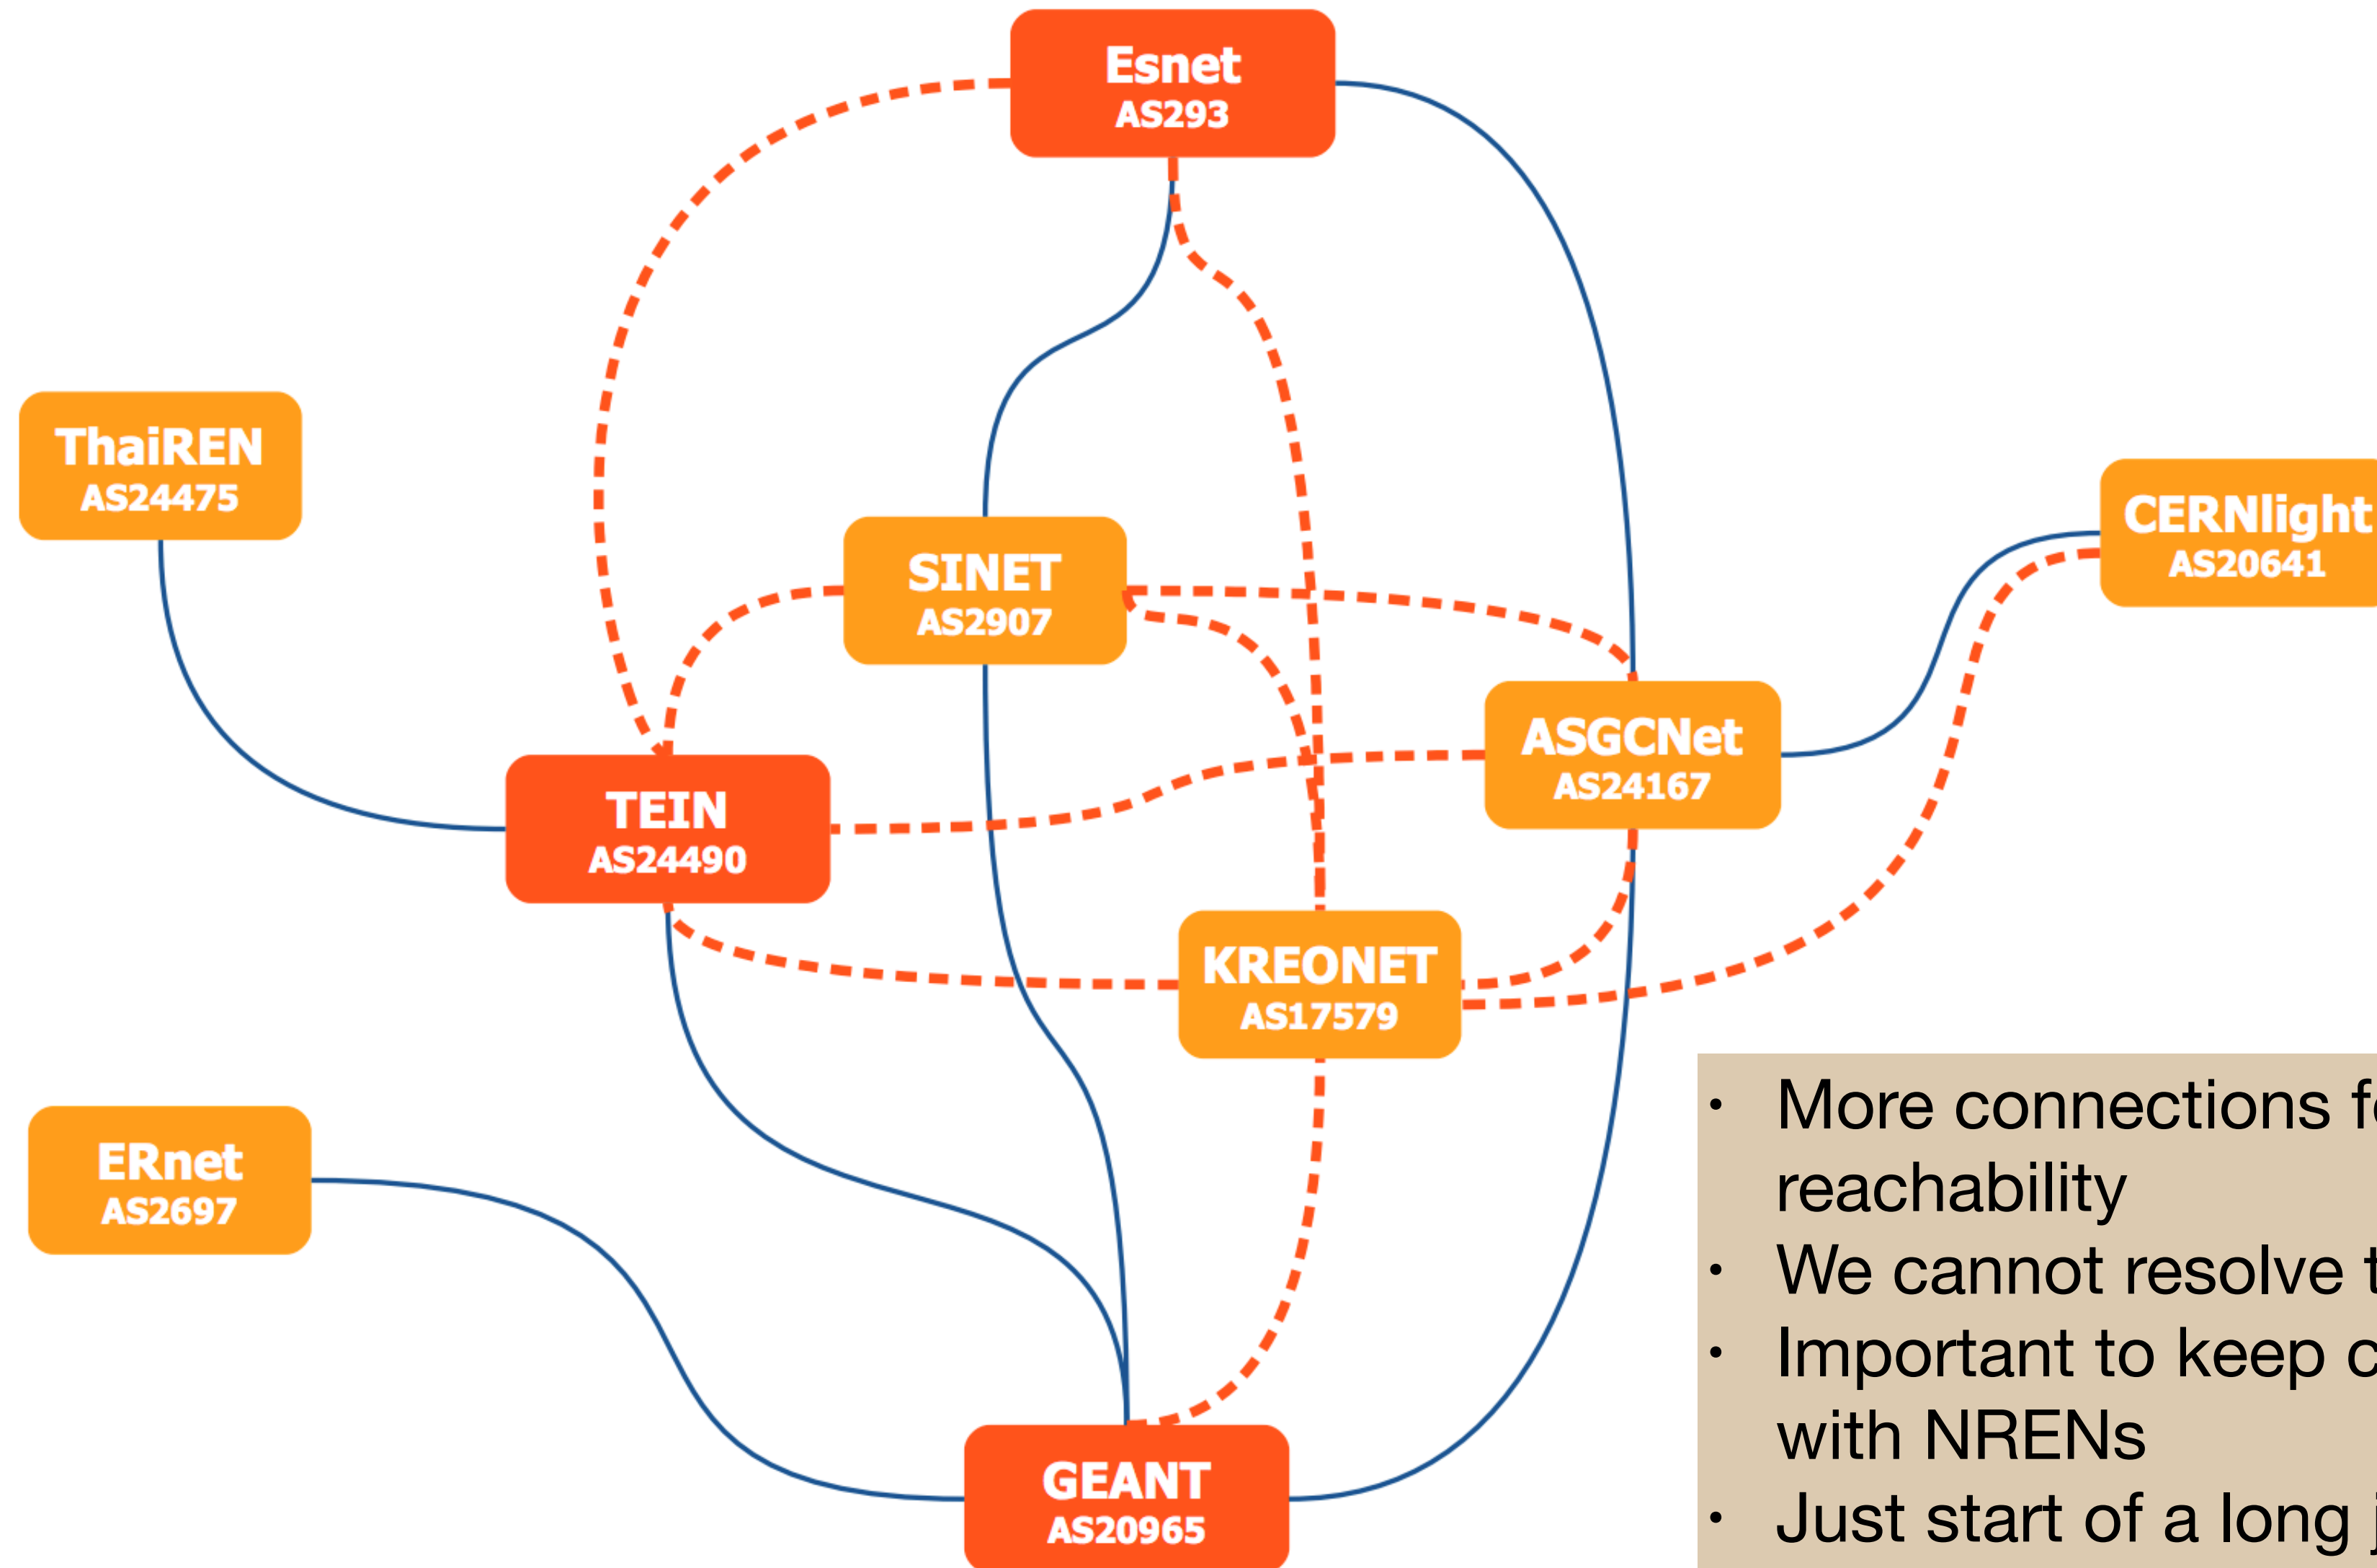 Esnet
AS293
ThaiREN
AS24475
CERNlight
AS20641
SINET
AS2907
ASGCNet
AS24167
TEIN
AS24490
KREONET
AS17579
ERnet
AS2697
GEANT
AS20965
• More connections
reachability
• We cannot resolve
• Important to keep
with NRENs
• Just start of a long